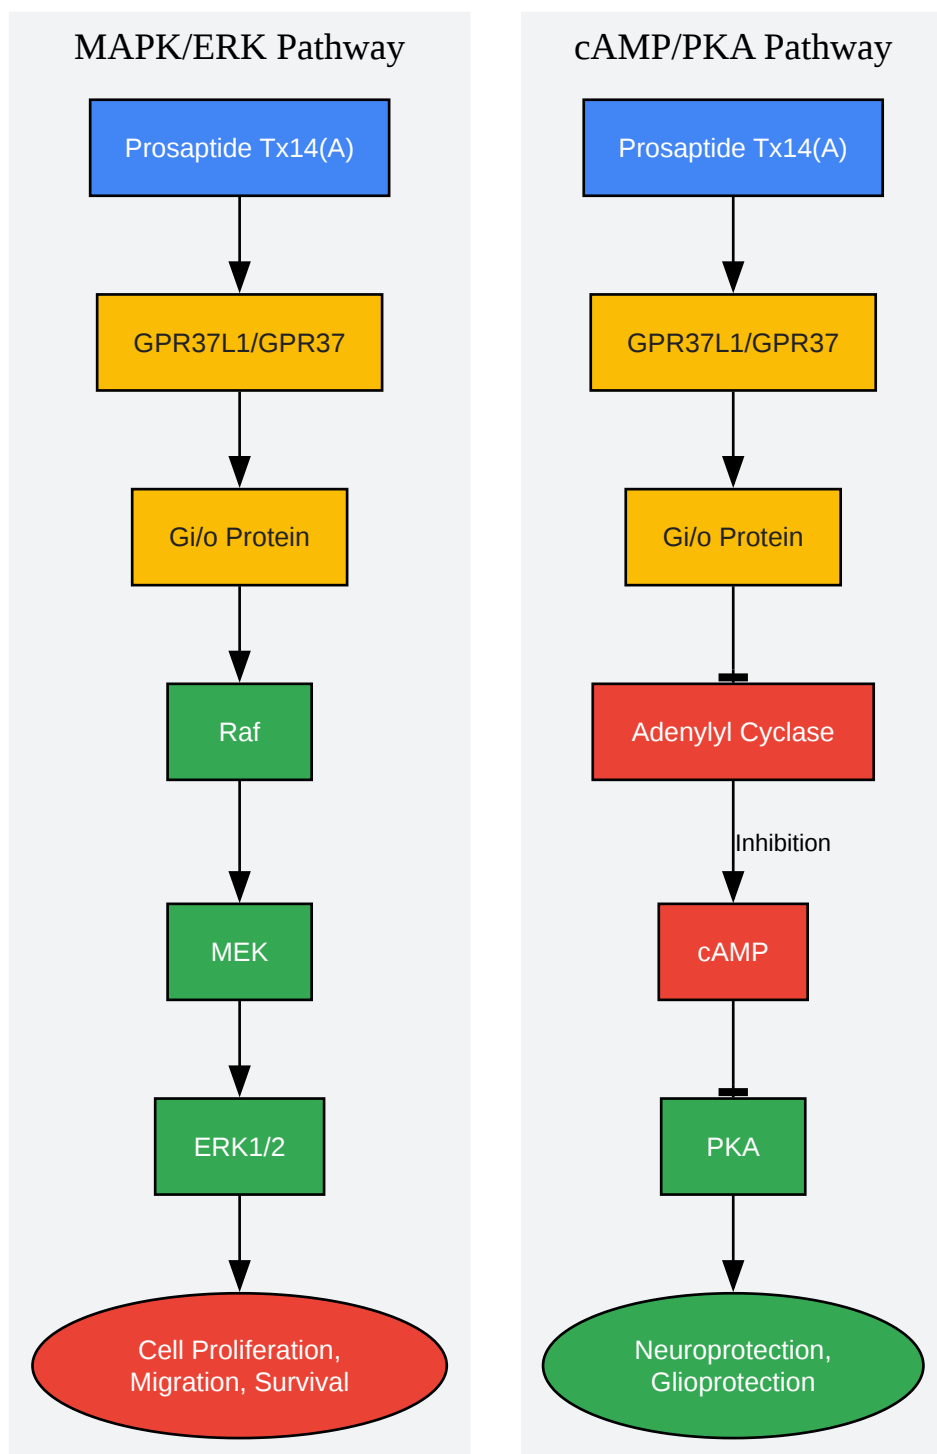 MAPK/ERK Pathway
Prosaptide Tx14(A)
GPR37L1/GPR37
Gi/o Protein
Raf
MEK
ERK1/2
Cell Proliferation,
Migration, Survival
cAMP/PKA Pathway
Prosaptide Tx14(A)
GPR37L1/GPR37
Gi/o Protein
Adenylyl Cyclase
Inhibition
cAMP
PKA
Neuroprotection,
Glioprotection